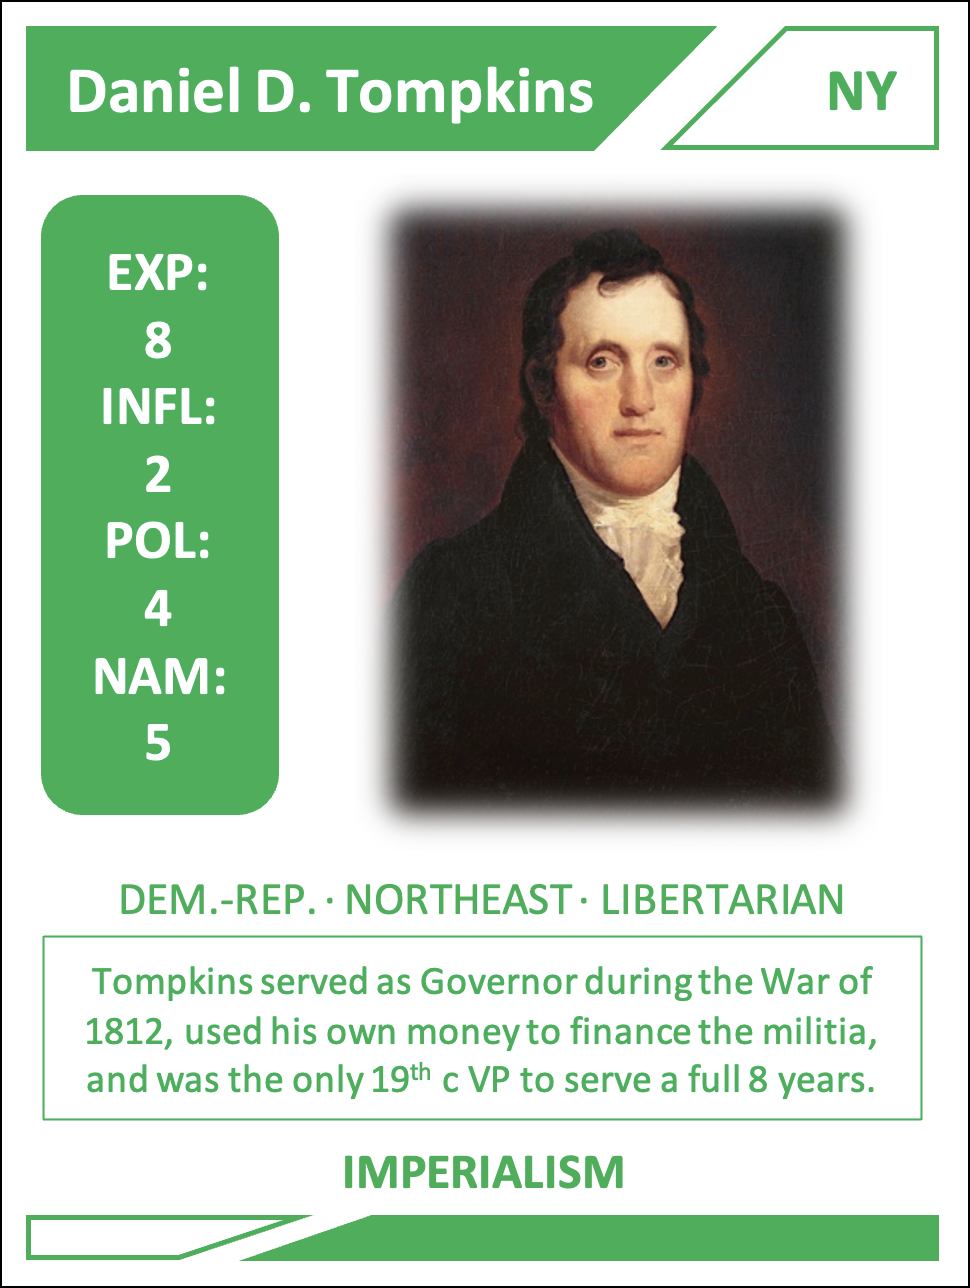 Daniel D. Tompkins
NY
EXP:
8
INFL:
2
POL:
4
NAM:
5
DEM.-REP. · NORTHEAST · LIBERTARIAN
Tompkins served as Governor during the War of
1812, used his own money to finance the militia,
and was the only 19th c VP to serve a full 8 years.
IMPERIALISM